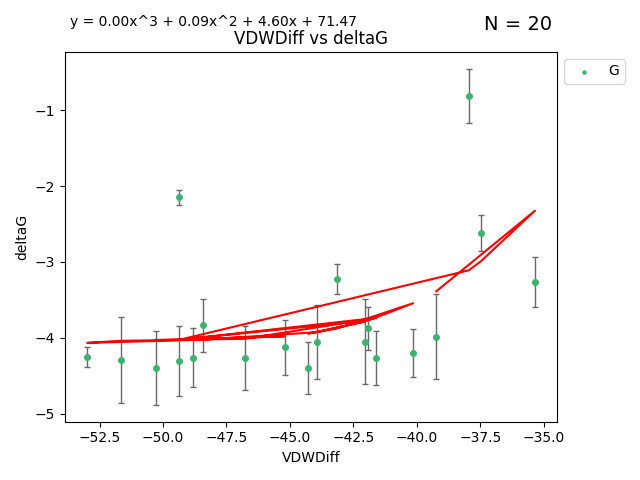 y = 0.00x^3 + 0.09x^2 + 4.60x + 71.47
N = 20
VDWDiff vs deltaG
G
−1
−2
−3
−4
−5
deltaG
−52.5 −50.0 −47.5 −45.0 −42.5 −40.0 −37.5 −35.0
VDWDiff